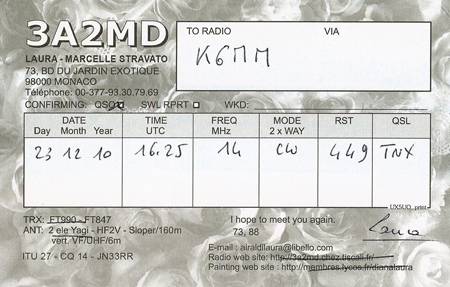 3A2MD
LAURA - MARCELLE STRAVATO
73, BD DU JARDIN EXOTIQUE
98000 MONACO
Téléphone: 00-377-93.30.79.69
TO RADIO VIA
K6MM
CONFIRMING: QSO SWL RPRT WKD:
DATE TIME FREQ MODE RST QSL
Day Month Year UTC MHz 2 x WAY
23 12 10 16.25 14 CW 449 TNX
UX5UO print
TRX: FT990 - FT847
ANT: 2 ele Yagi - HF2V - Sloper/160m
vert. VF/DHF/6m
ITU 27 - CQ 14 - JN33RR
I hope to meet you again.
73, 88
Laura
E-mail : airaldilaura@libello.com
Radio web site: http://3a2md.chez.tiscali.fr/
Painting web site : http://membres.lycos.fr/dianalaura